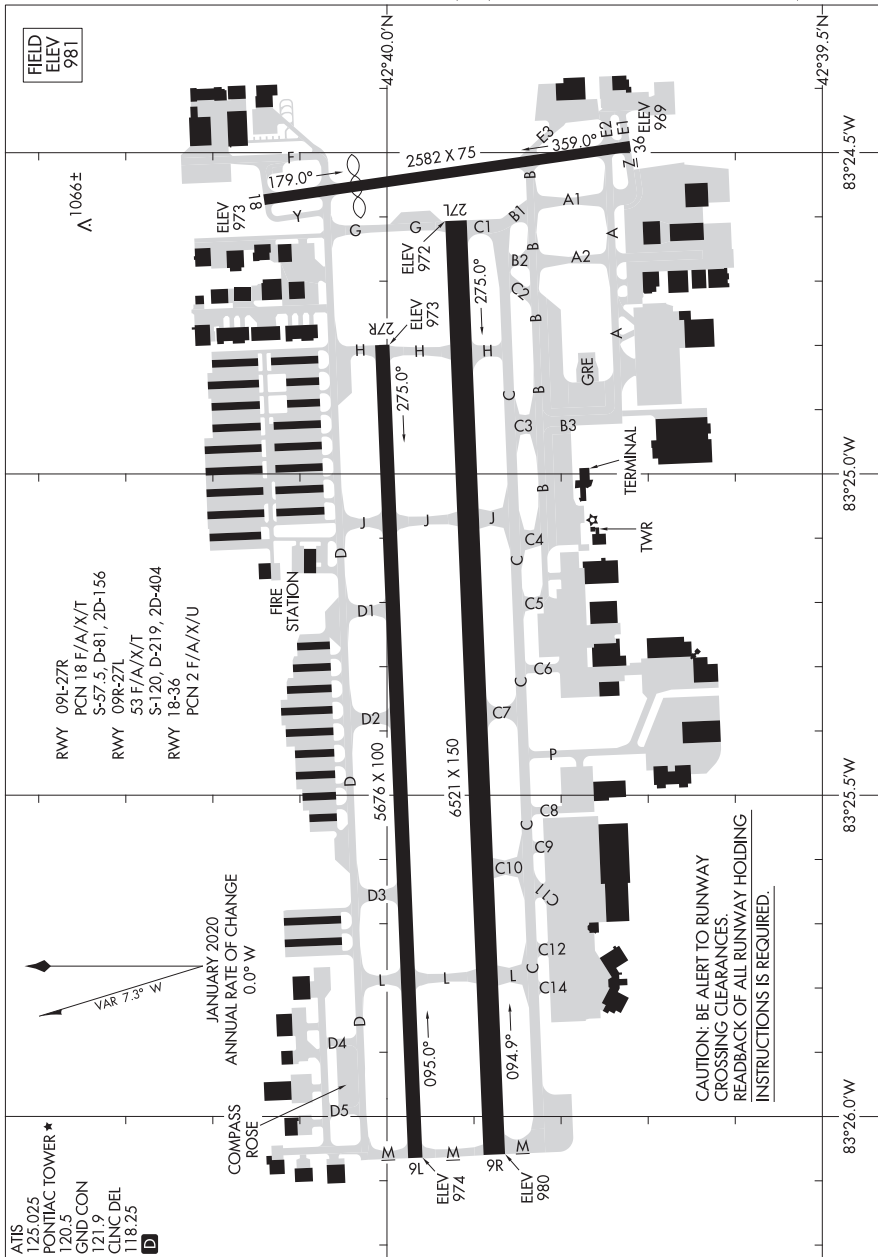 ATIS
125.025
PONTIAC TOWER ★
120.5
GND CON
121.9
CLNC DEL
118.25
D
FIELD
ELEV
981
RWY 09L-27R
PCN 18 F/A/X/T
S-57.5, D-81, 2D-156
RWY 09R-27L
53 F/A/X/T
S-120, D-219, 2D-404
RWY 18-36
PCN 2 F/A/X/U
VAR 7.3° W
JANUARY 2020
ANNUAL RATE OF CHANGE
0.0° W
1066±
COMPASS
ROSE
FIRE
STATION
D5
D4
D
D3
D
D2
D1
D
J
H
G
Y
F
ELEV
973
18
179.0°
2882 X 75
359.0°
36
ELEV
969
Z
E1
E2
E3
M
M
M
9L
ELEV
974
095.0°
5676 X 100
275.0°
27R
ELEV
973
9R
ELEV
980
094.9°
6521 X 150
275.0°
27L
ELEV
972
L
L
L
J
J
H
H
G
C1
C14
C12
C
C11
C10
C9
C8
C
P
C7
C6
C
C5
C4
C
C3
C
C2
B
B3
B
B
B2
B
B1
B
A2
A1
A
A
GRE
TERMINAL
TWR
CAUTION: BE ALERT TO RUNWAY
CROSSING CLEARANCES.
READBACK OF ALL RUNWAY HOLDING
INSTRUCTIONS IS REQUIRED.
42°40.0'N
42°39.5'N
83°26.0'W
83°25.5'W
83°25.0'W
83°24.5'W